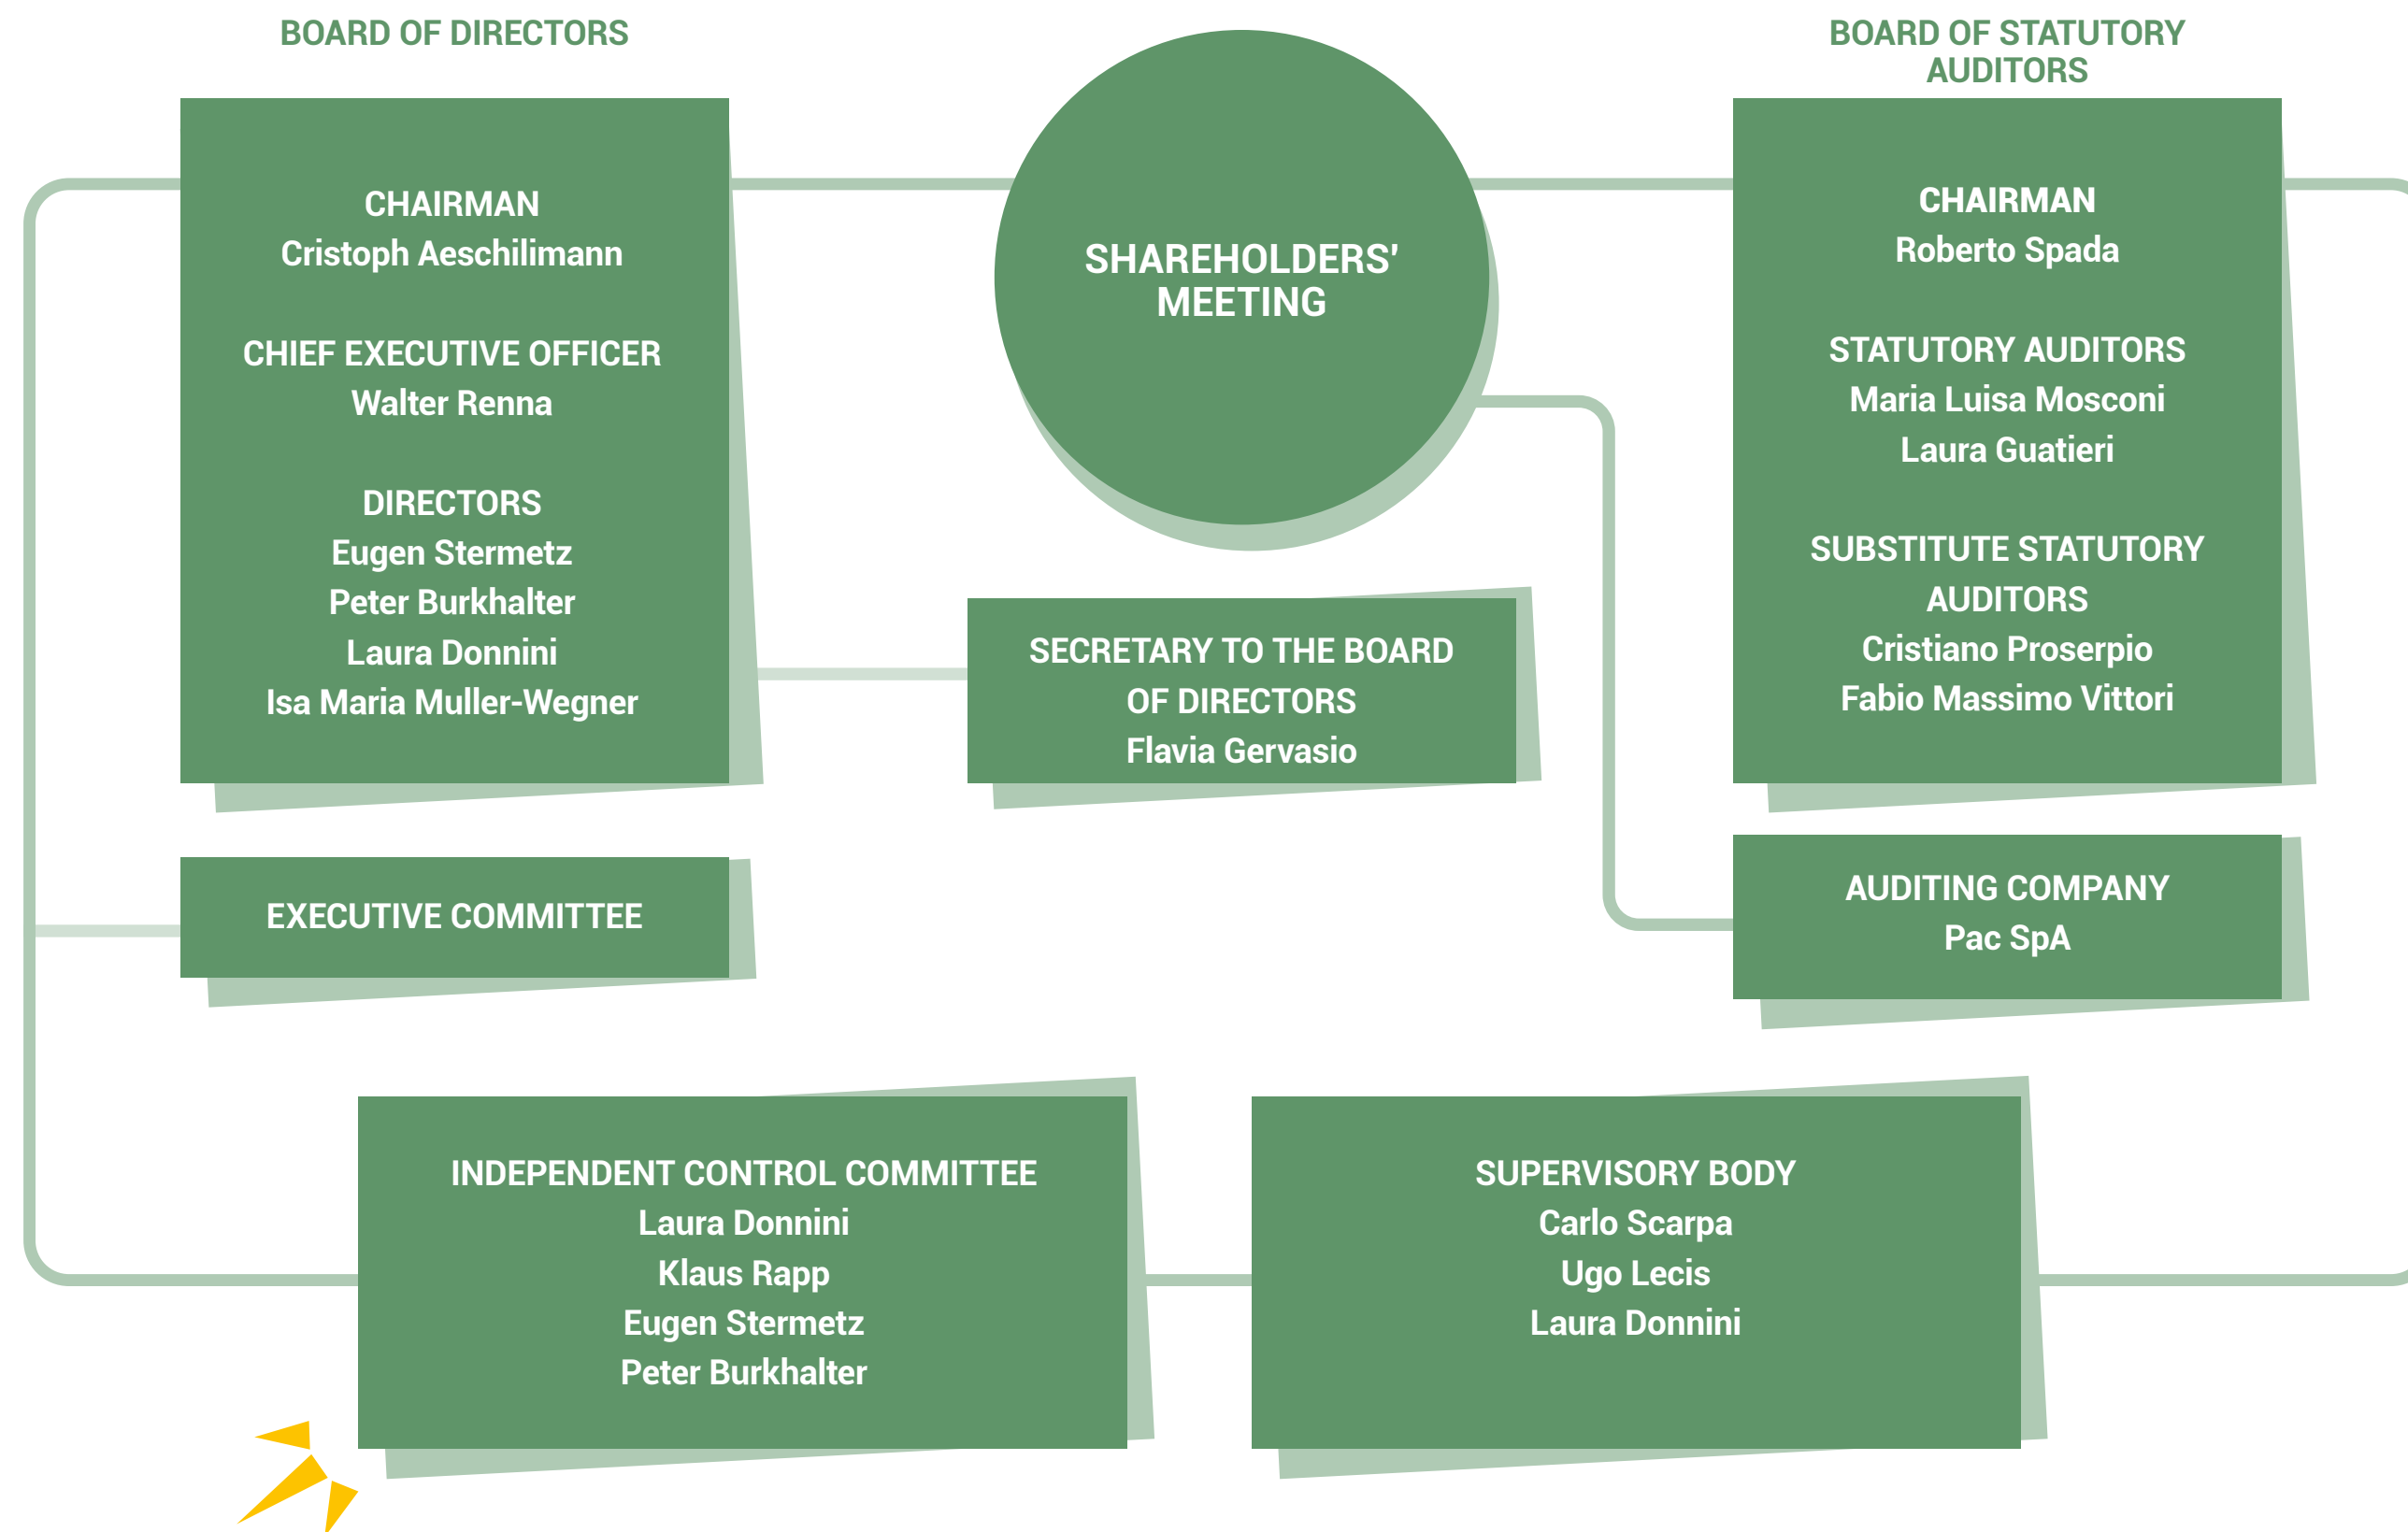 BOARD OF DIRECTORS
CHAIRMAN
Cristoph Aeschilimann
CHIEF EXECUTIVE OFFICER
Walter Renna
DIRECTORS
Eugen Stermetz
Peter Burkhalter
Laura Donnini
Isa Maria Muller-Wegner
SHAREHOLDERS’
MEETING
SECRETARY TO THE BOARD
OF DIRECTORS
Flavia Gervasio
BOARD OF STATUTORY
AUDITORS
CHAIRMAN
Roberto Spada
STATUTORY AUDITORS
Maria Luisa Mosconi
Laura Guatieri
SUBSTITUTE STATUTORY
AUDITORS
Cristiano Proserpio
Fabio Massimo Vittori
EXECUTIVE COMMITTEE
AUDITING COMPANY
Pac SpA
INDEPENDENT CONTROL COMMITTEE
Laura Donnini
Klaus Rapp
Eugen Stermetz
Peter Burkhalter
SUPERVISORY BODY
Carlo Scarpa
Ugo Lecis
Laura Donnini